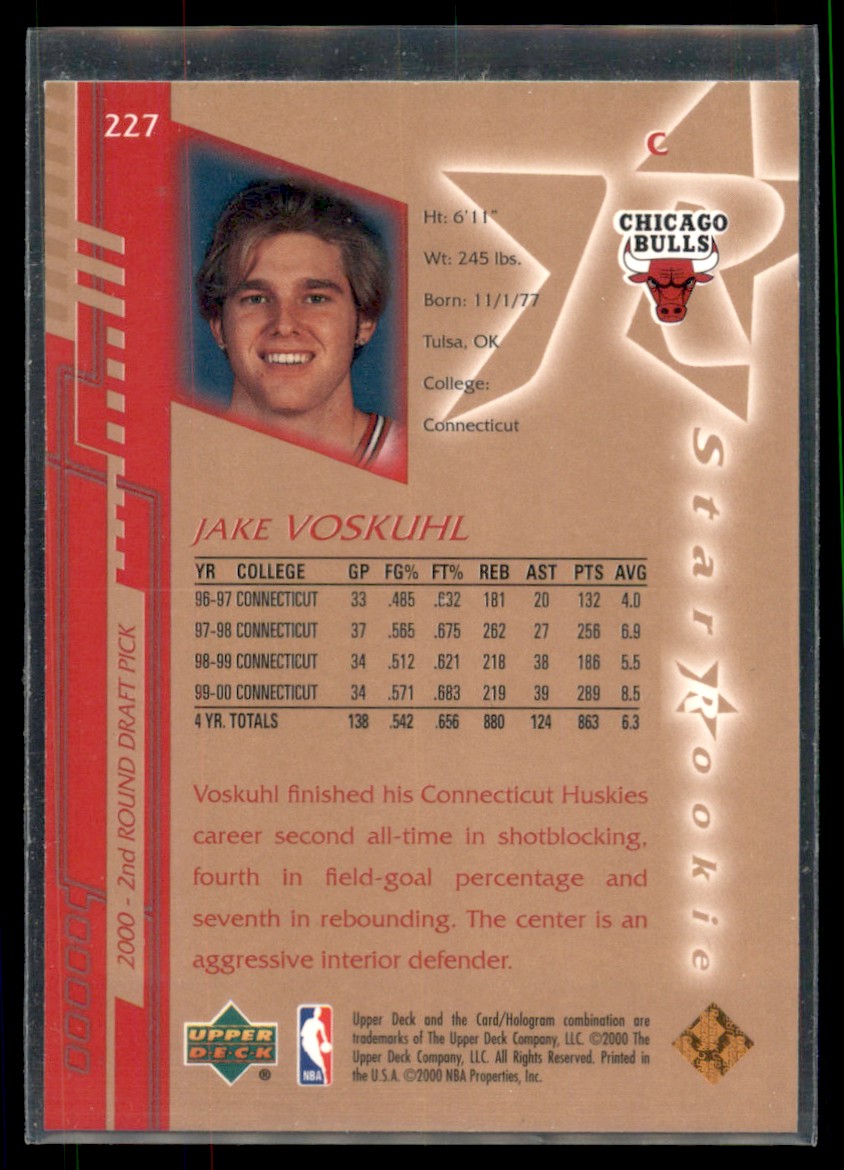 227
C
CHICAGO
BULLS
Ht: 6'11"
Wt: 245 lbs.
Born: 11/1/77
Tulsa, OK
College:
Connecticut
Star Rookie
JAKE VOSKUHL
YR COLLEGE GP FG% FT% REB AST PTS AVG
96-97 CONNECTICUT 33 .485 .632 181 20 132 4.0
97-98 CONNECTICUT 37 .565 .675 262 27 256 6.9
98-99 CONNECTICUT 34 .512 .621 218 38 186 5.5
99-00 CONNECTICUT 34 .571 .683 219 39 289 8.5
4 YR. TOTALS 138 .542 .656 880 124 863 6.3
2000 - 2nd ROUND DRAFT PICK
Voskuhl finished his Connecticut Huskies
career second all-time in shotblocking,
fourth in field-goal percentage and
seventh in rebounding. The center is an
aggressive interior defender.
UPPER
DECK
®
NBA
Upper Deck and the Card/Hologram combination are
trademarks of The Upper Deck Company, LLC. ©2000 The
Upper Deck Company, LLC. All Rights Reserved. Printed in
the U.S.A. ©2000 NBA Properties, Inc.